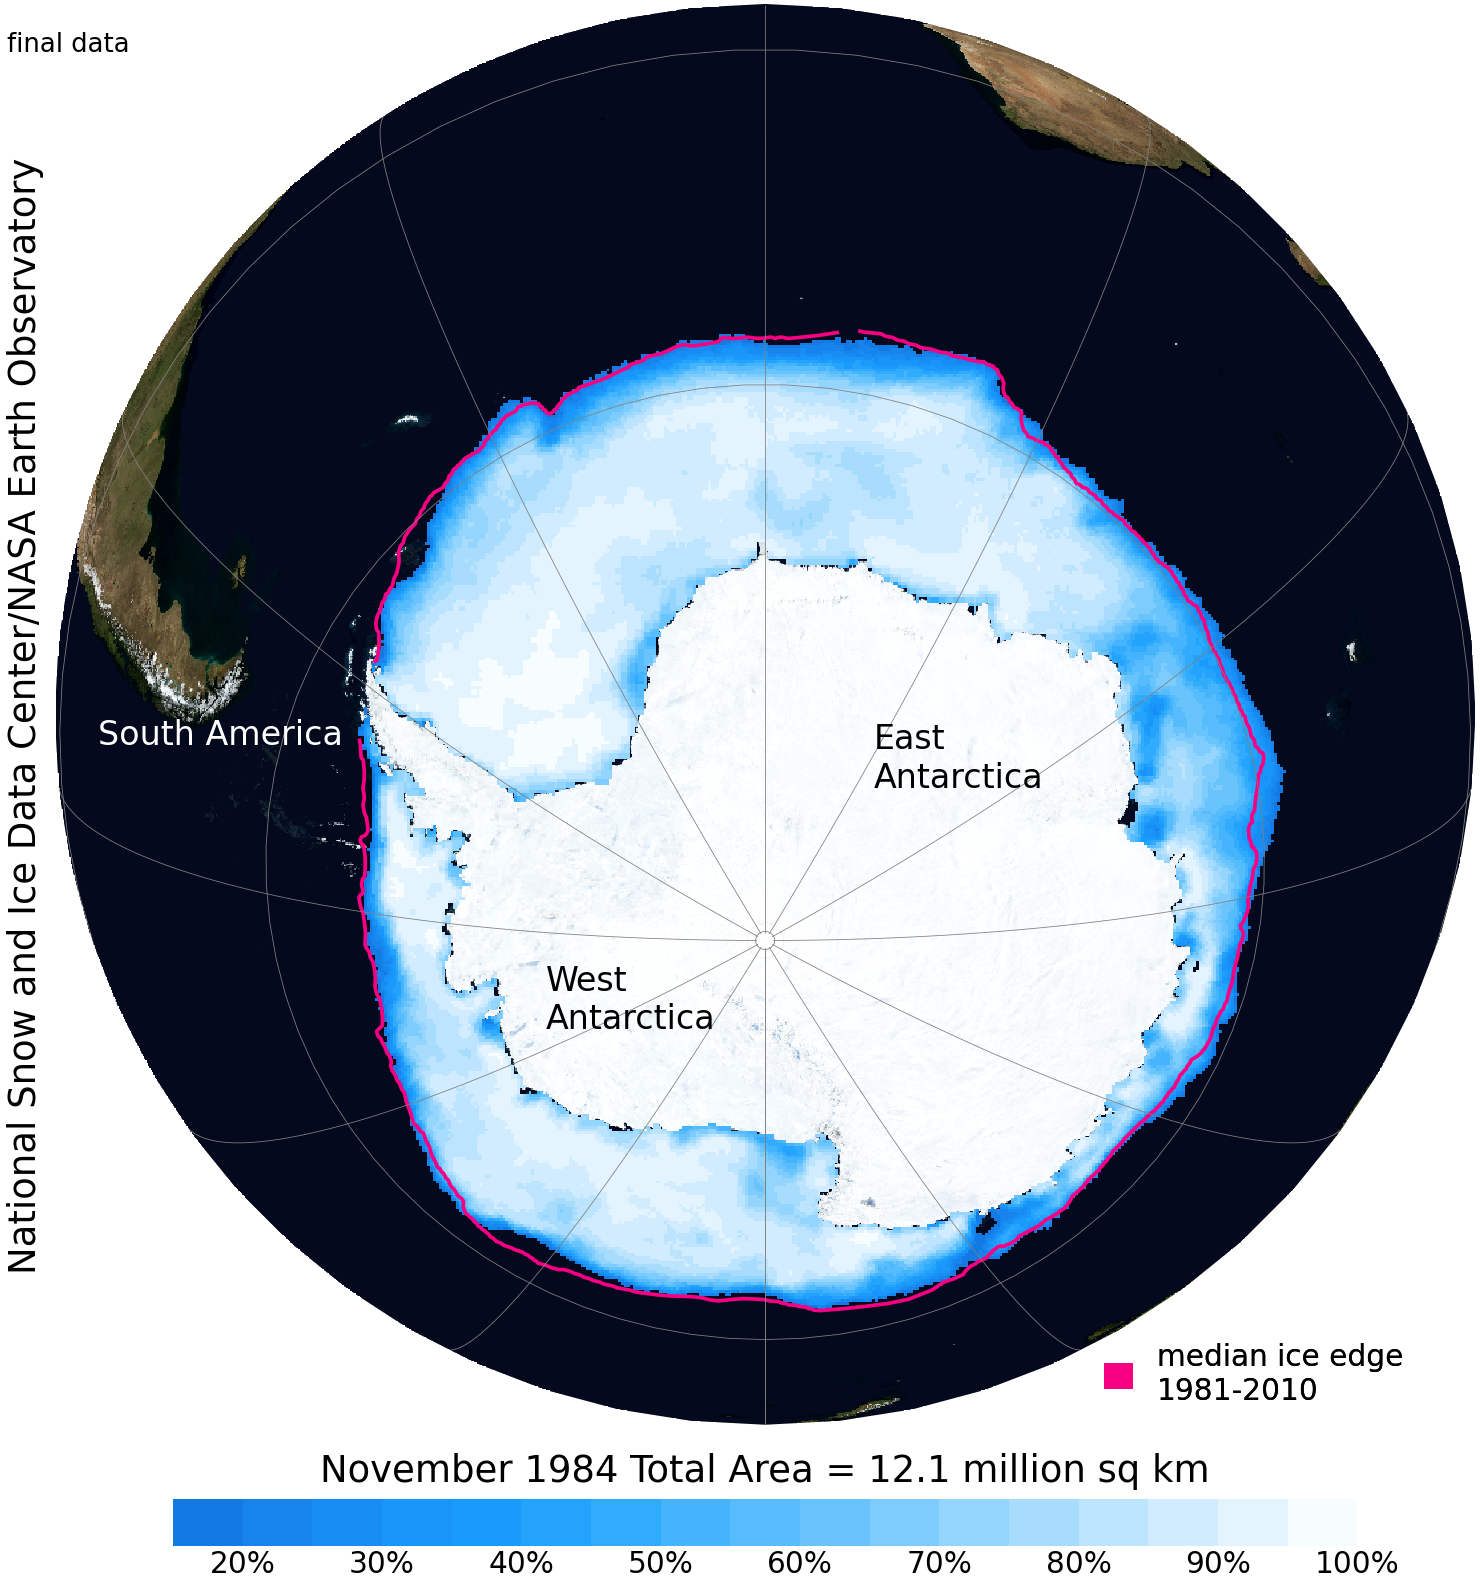 final data
National Snow and Ice Data Center/NASA Earth Observatory
South America
East
Antarctica
West
Antarctica
median ice edge
1981-2010
November 1984 Total Area = 12.1 million sq km
20% 30% 40% 50% 60% 70% 80% 90% 100%